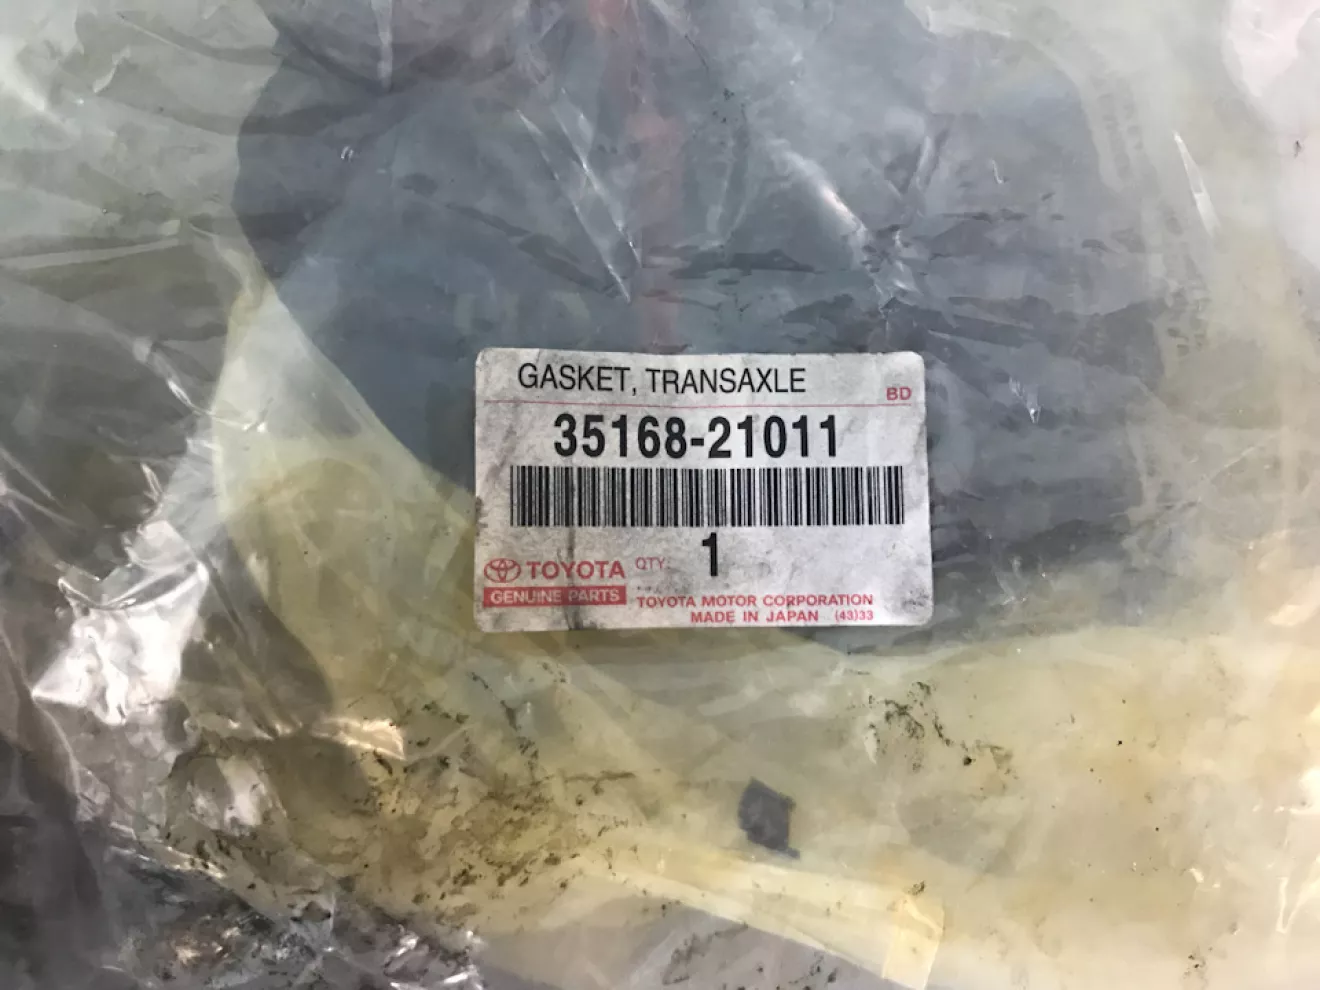 GASKET, TRANSAXLE
BD
35168-21011
1
TOYOTA QTY.
GENUINE PARTS
TOYOTA MOTOR CORPORATION
MADE IN JAPAN (43)33